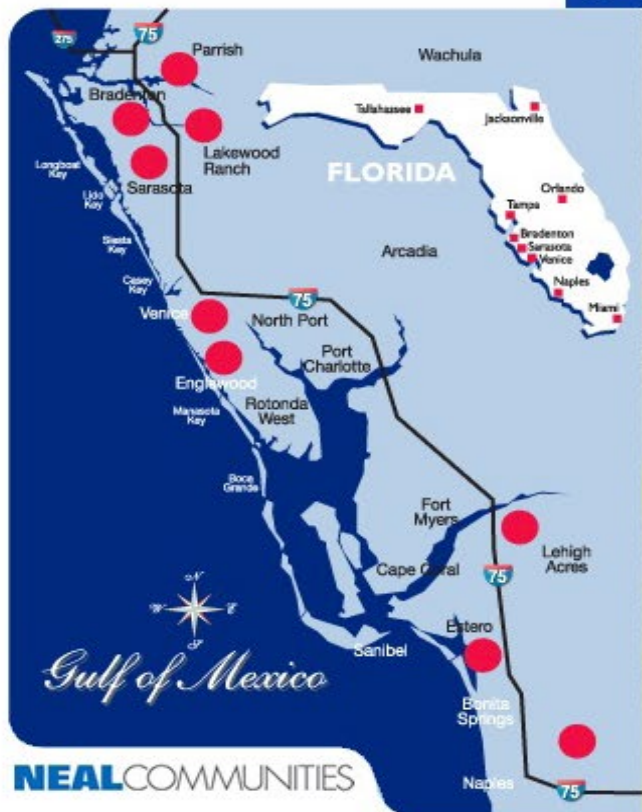 275
75
Parrish
Wachula
Bradenton
Lakewood
Ranch
Sarasota
Longboat
Key
Lido
Key
Siesta
Key
Casey
Key
FLORIDA
Tallahazsee
Jacksonville
Orlando
Tampa
Bradenton
Sarasota
Venice
Naples
Miami
Arcadia
75
Venice
North Port
Port
Charlotte
Englewood
Rotonda
West
Manasota
Key
Boca
Grande
Fort
Myers
Lehigh
Acres
Cape Coral
75
Estero
Sanibel
Bonita
Springs
Naples
75
N
W E
S
Gulf of Mexico
NEALCOMMUNITIES